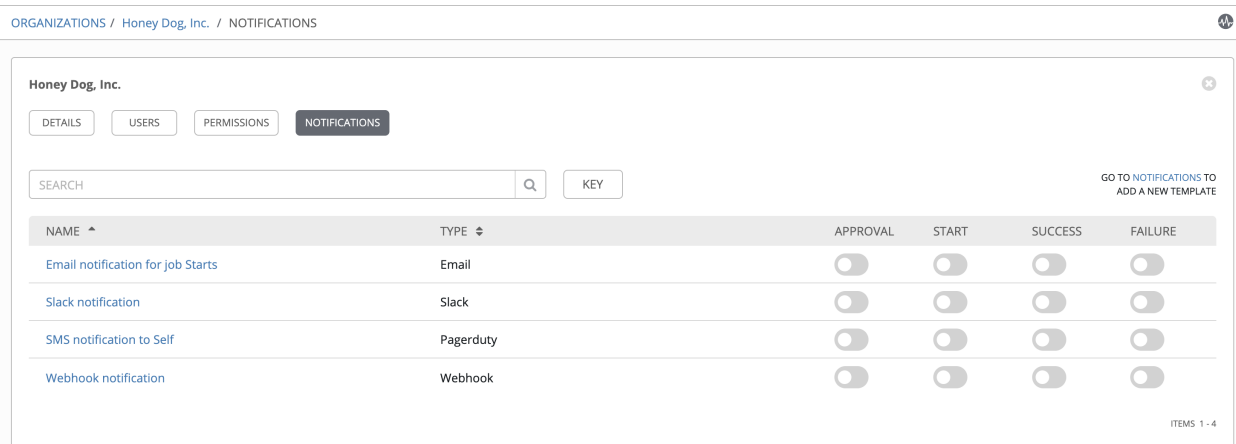 ORGANIZATIONS / Honey Dog, Inc. / NOTIFICATIONS
Honey Dog, Inc.
DETAILS USERS PERMISSIONS NOTIFICATIONS
SEARCH KEY GO TO NOTIFICATIONS TO
ADD A NEW TEMPLATE
NAME TYPE APPROVAL START SUCCESS FAILURE
Email notification for job Starts Email
Slack notification Slack
SMS notification to Self Pagerduty
Webhook notification Webhook
ITEMS 1 - 4